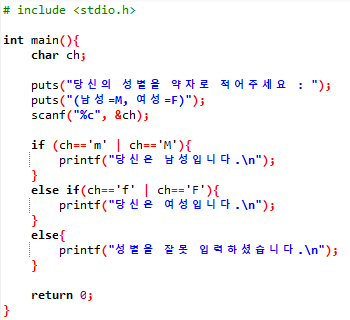 # include <stdio.h>
int main(){
char ch;
puts("당신의 성별을 약자로 적어주세요 : ");
puts("(남성=M, 여성=F)");
scanf("%c", &ch);
if (ch=='m' | ch=='M'){
printf("당신은 남성입니다.\n");
}
else if(ch=='f' | ch=='F'){
printf("당신은 여성입니다.\n");
}
else{
printf("성별을 잘못 입력하셨습니다.\n");
}
return 0;
}